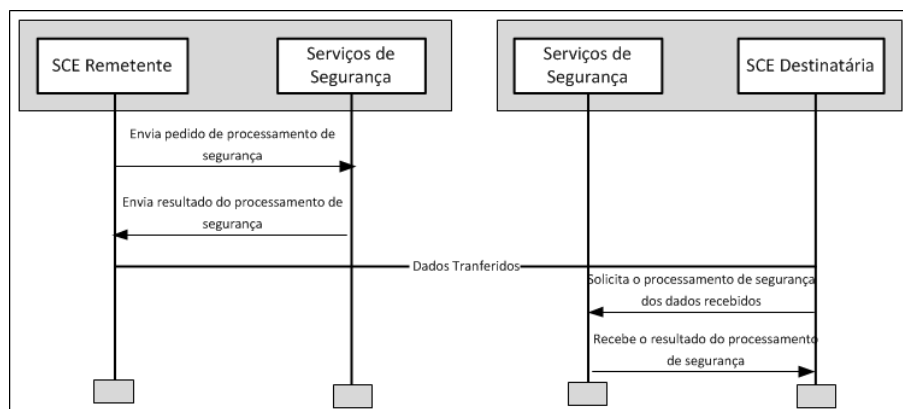 SCE Remetente
Serviços de
Segurança
Serviços de
Segurança
SCE Destinatária
Envia pedido de processamento de
segurança
Envia resultado do processamento de
segurança
Dados Tranferidos
Solicita o processamento de segurança
dos dados recebidos
Recebe o resultado do processamento
de segurança